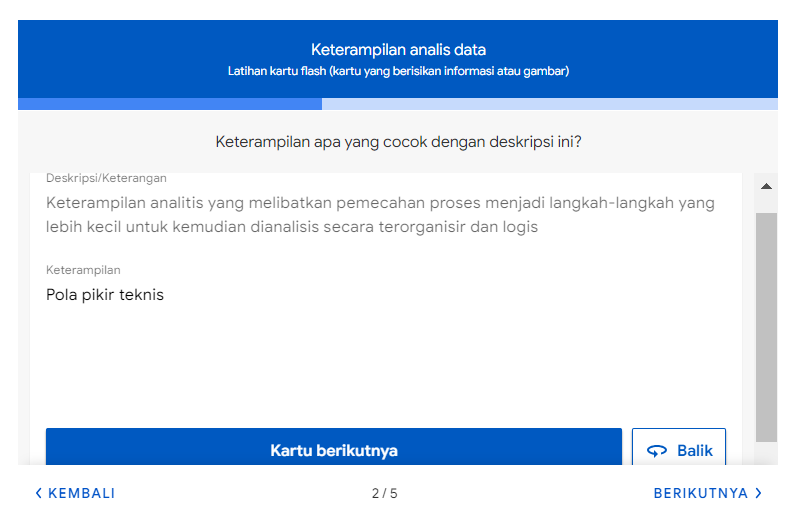 Keterampilan analis data
Latihan kartu flash (kartu yang berisikan informasi atau gambar)
Keterampilan apa yang cocok dengan deskripsi ini?
Deskripsi/Keterangan
Keterampilan analitis yang melibatkan pemecahan proses menjadi langkah-langkah yang
lebih kecil untuk kemudian dianalisis secara terorganisir dan logis
Keterampilan
Pola pikir teknis
Kartu berikutnya
Balik
KEMBALI
2 / 5
BERIKUTNYA